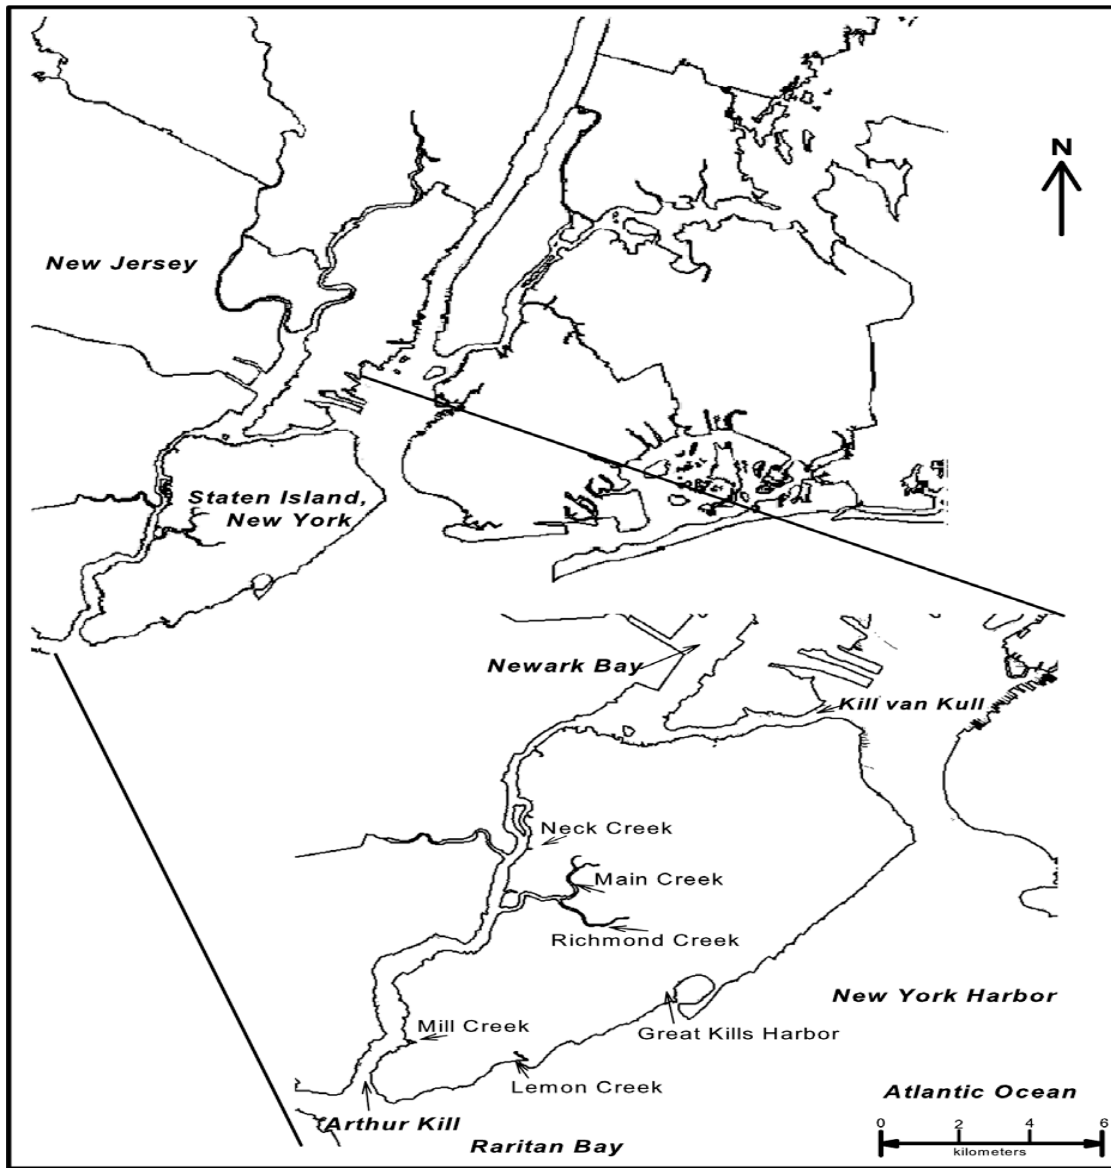 N
New Jersey
Staten Island,
New York
Newark Bay
Kill van Kull
Neck Creek
Main Creek
Richmond Creek
New York Harbor
Mill Creek
Great Kills Harbor
Lemon Creek
Atlantic Ocean
Arthur Kill
0 2 4 6
Raritan Bay
kilometers